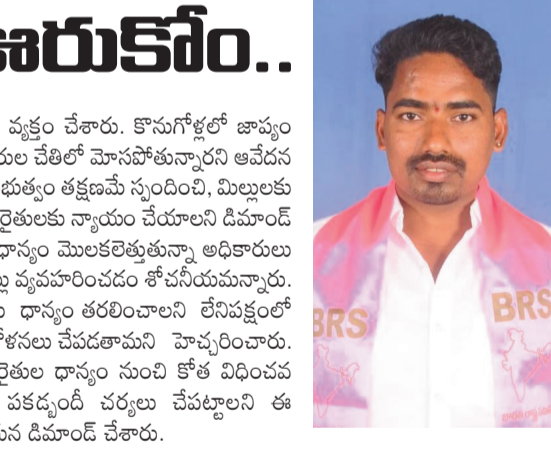 ఊరుకోం..
వ్యక్తం చేశారు. కొనుగోళ్లలో జాప్యం
చేతిలో మోసపోతున్నారని ఆవేదన
తక్షణమే స్పందించి, మిల్లులకు
రైతులకు న్యాయం చేయాలని డిమాండ్
ధాన్యం మొలకలెత్తుతున్నా అధికారులు
వ్యవహరించడం శోచనీయమన్నారు.
ధాన్యం తరలించాలని లేనిపక్షంలో
చేపడతామని హెచ్చరించారు.
రైతుల ధాన్యం నుంచి కోత విధించవ
పకడ్బందీ చర్యలు చేపట్టాలని ఈ
డిమాండ్ చేశారు.
BRS
BRS